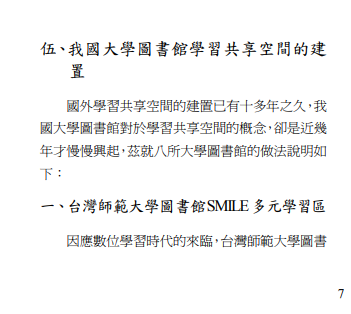 伍、我國大學圖書館學習共享空間的建
置
國外學習共享空間的建置已有十多年之久，我
國大學圖書館對於學習共享空間的概念，卻是近幾
年才慢慢興起，茲就八所大學圖書館的做法說明如
下：
一、台灣師範大學圖書館SMILE 多元學習區
因應數位學習時代的來臨，台灣師範大學圖書
7